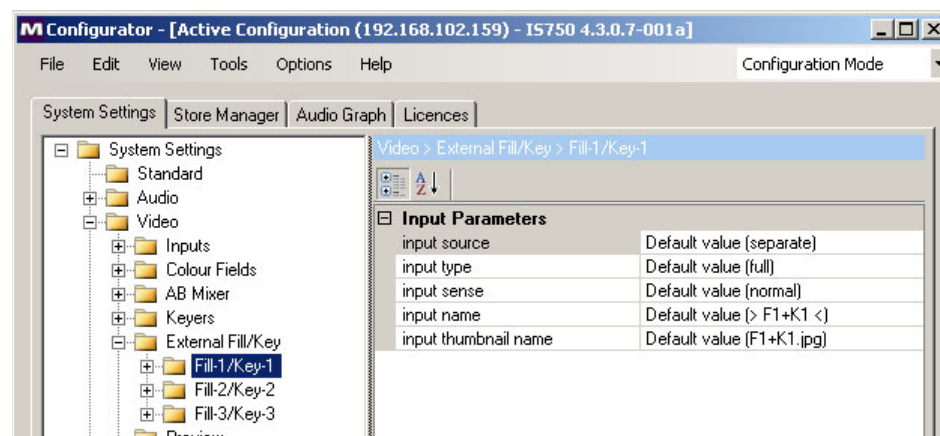 M Configurator - [Active Configuration (192.168.102.159) - IS750 4.3.0.7-001a]
File Edit View Tools Options Help Configuration Mode
System Settings Store Manager Audio Graph Licences
System Settings
Standard
Audio
Video
Inputs
Colour Fields
AB Mixer
Keyers
External Fill/Key
Fill-1/Key-1
Fill-2/Key-2
Fill-3/Key-3
Video > External Fill/Key > Fill-1/Key-1
Input Parameters
input source Default value (separate)
input type Default value (full)
input sense Default value (normal)
input name Default value (> F1+K1 <)
input thumbnail name Default value (F1+K1.jpg)